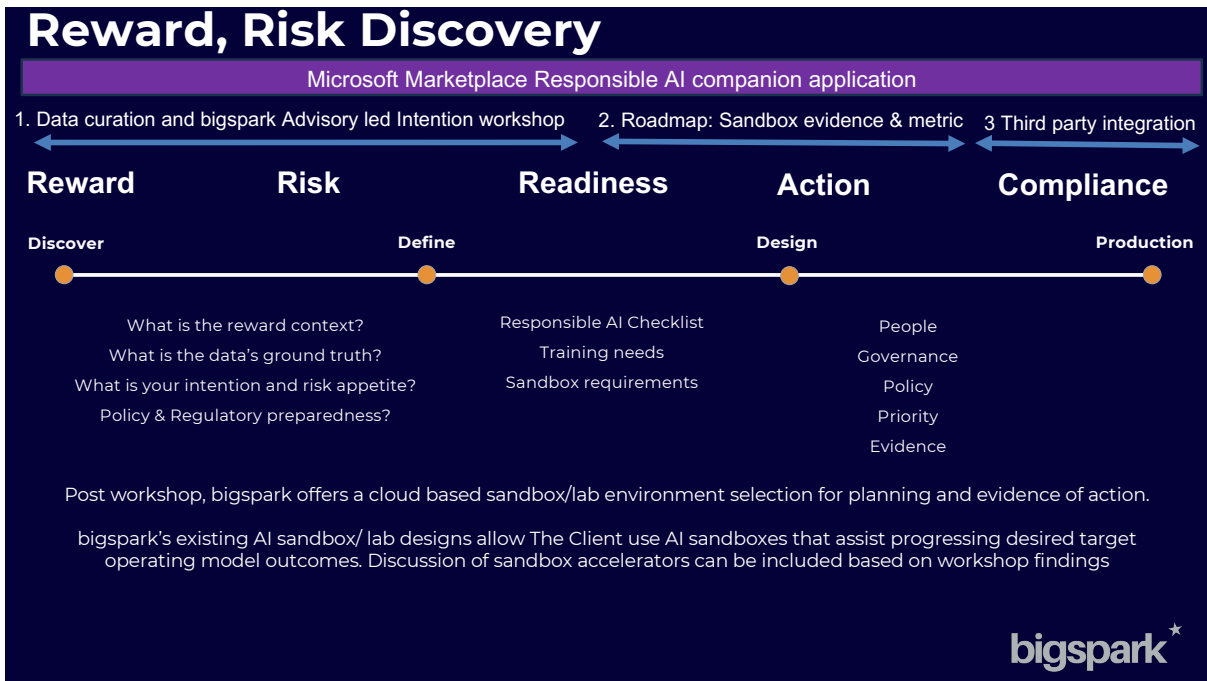 Reward, Risk Discovery
Microsoft Marketplace Responsible AI companion application
1. Data curation and bigspark Advisory led Intention workshop
2. Roadmap: Sandbox evidence & metric
3 Third party integration
Reward
Risk
Readiness
Action
Compliance
Discover
Define
Design
Production
What is the reward context?
What is the data's ground truth?
What is your intention and risk appetite?
Policy & Regulatory preparedness?
Responsible AI Checklist
Training needs
Sandbox requirements
People
Governance
Policy
Priority
Evidence
Post workshop, bigspark offers a cloud based sandbox/lab environment selection for planning and evidence of action.
bigspark's existing AI sandbox/ lab designs allow The Client use AI sandboxes that assist progressing desired target
operating model outcomes. Discussion of sandbox accelerators can be included based on workshop findings
bigspark